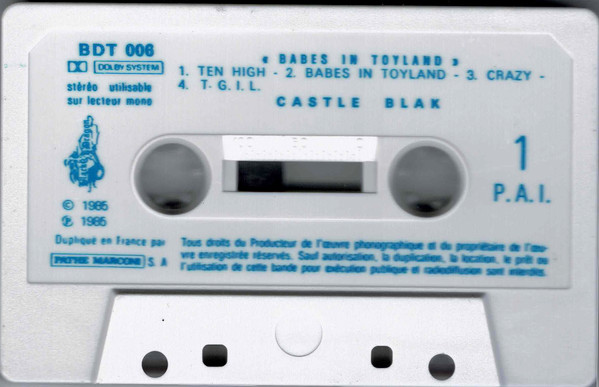 BDT 006
DOLBY SYSTEM
stéréo utilisable
sur lecteur mono
« BABES IN TOYLAND »
1. TEN HIGH - 2. BABES IN TOYLAND - 3. CRAZY -
4. T. G. I. L.
CASTLE BLAK
1
P.A.I.
© 1985
℗ 1985
Dupliqué en France par
PATHE MARCONI S.A
Tous droits du Producteur de l'œuvre phonographique et du propriétaire de l'œu-
vre enregistrée réservés. Sauf autorisation, la duplication, la location, le prêt ou
l'utilisation de cette bande pour exécution publique et radiodiffusion sont interdits.